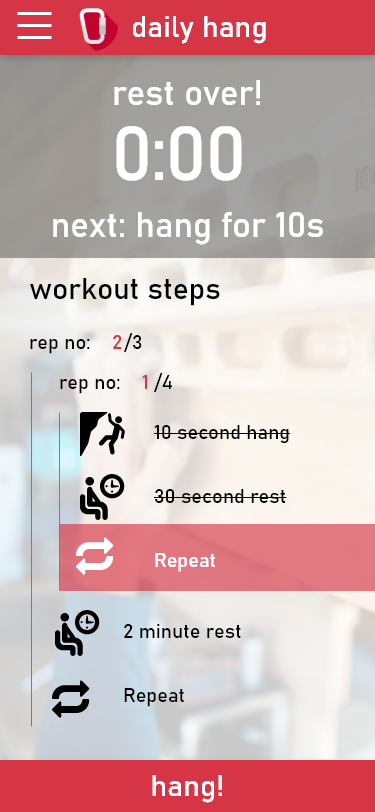 daily hang
rest over!
0:00
next: hang for 10s
workout steps
rep no: 2/3
rep no: 1/4
10 second hang
30 second rest
Repeat
2 minute rest
Repeat
hang!